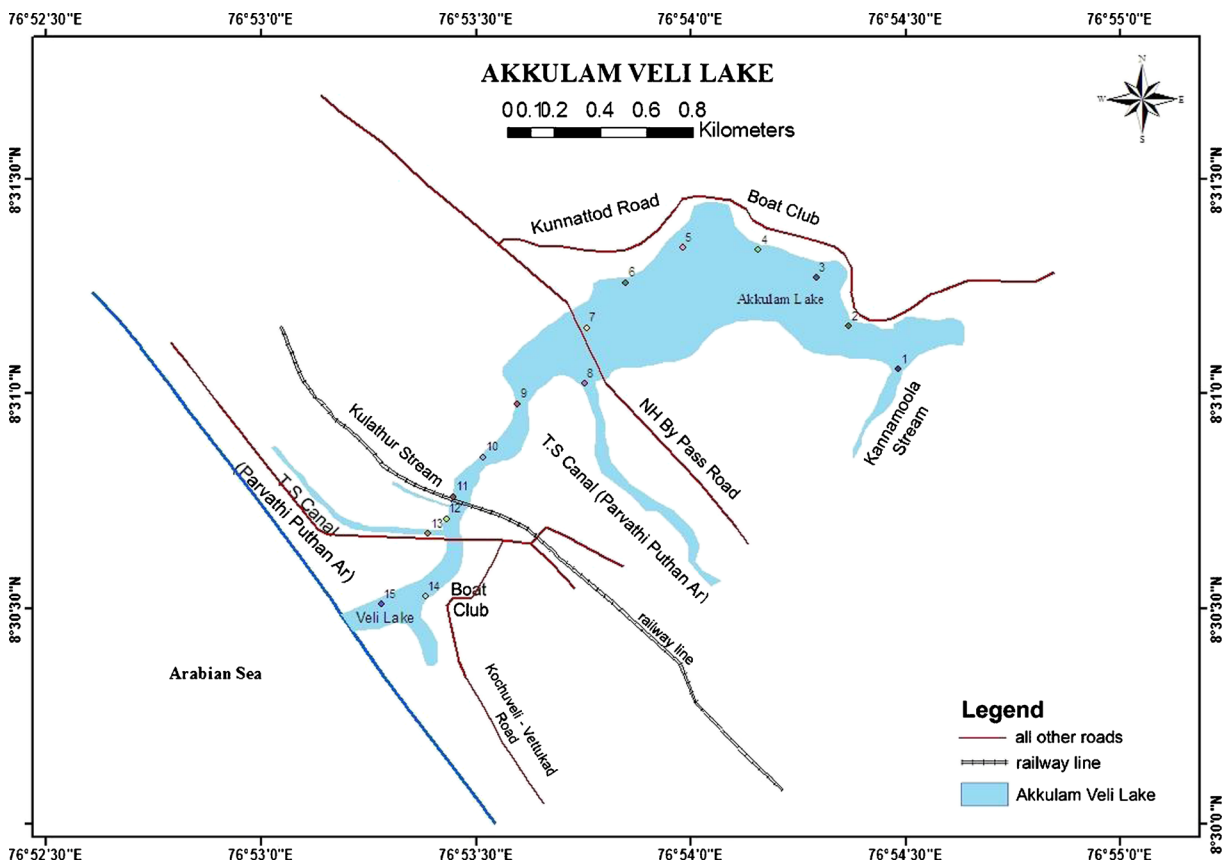 76°52'30"E 76°53'0"E 76°53'30"E 76°54'0"E 76°54'30"E 76°55'0"E
AKKULAM VELI LAKE
0 0.1 0.2 0.4 0.6 0.8
Kilometers
N
W E
S
8°31'30"N 8°31'30"N
Kunnattod Road
Boat Club
5
4
3
6
Akkulam Lake
7
2
1
8
8°31'0"N 8°31'0"N
9
NH By Pass Road
Kannamoola
Stream
Kulathur Stream
10
T.S Canal (Parvathi Puthan Ar)
11
12
13
T.S Canal
(Parvathi Puthan Ar)
14
15
Boat
Club
Veli Lake
8°30'30"N 8°30'30"N
railway line
Arabian Sea
Kochuveli - Vettukad
Road
Legend
all other roads
railway line
Akkulam Veli Lake
8°30'0"N 8°30'0"N
76°52'30"E 76°53'0"E 76°53'30"E 76°54'0"E 76°54'30"E 76°55'0"E